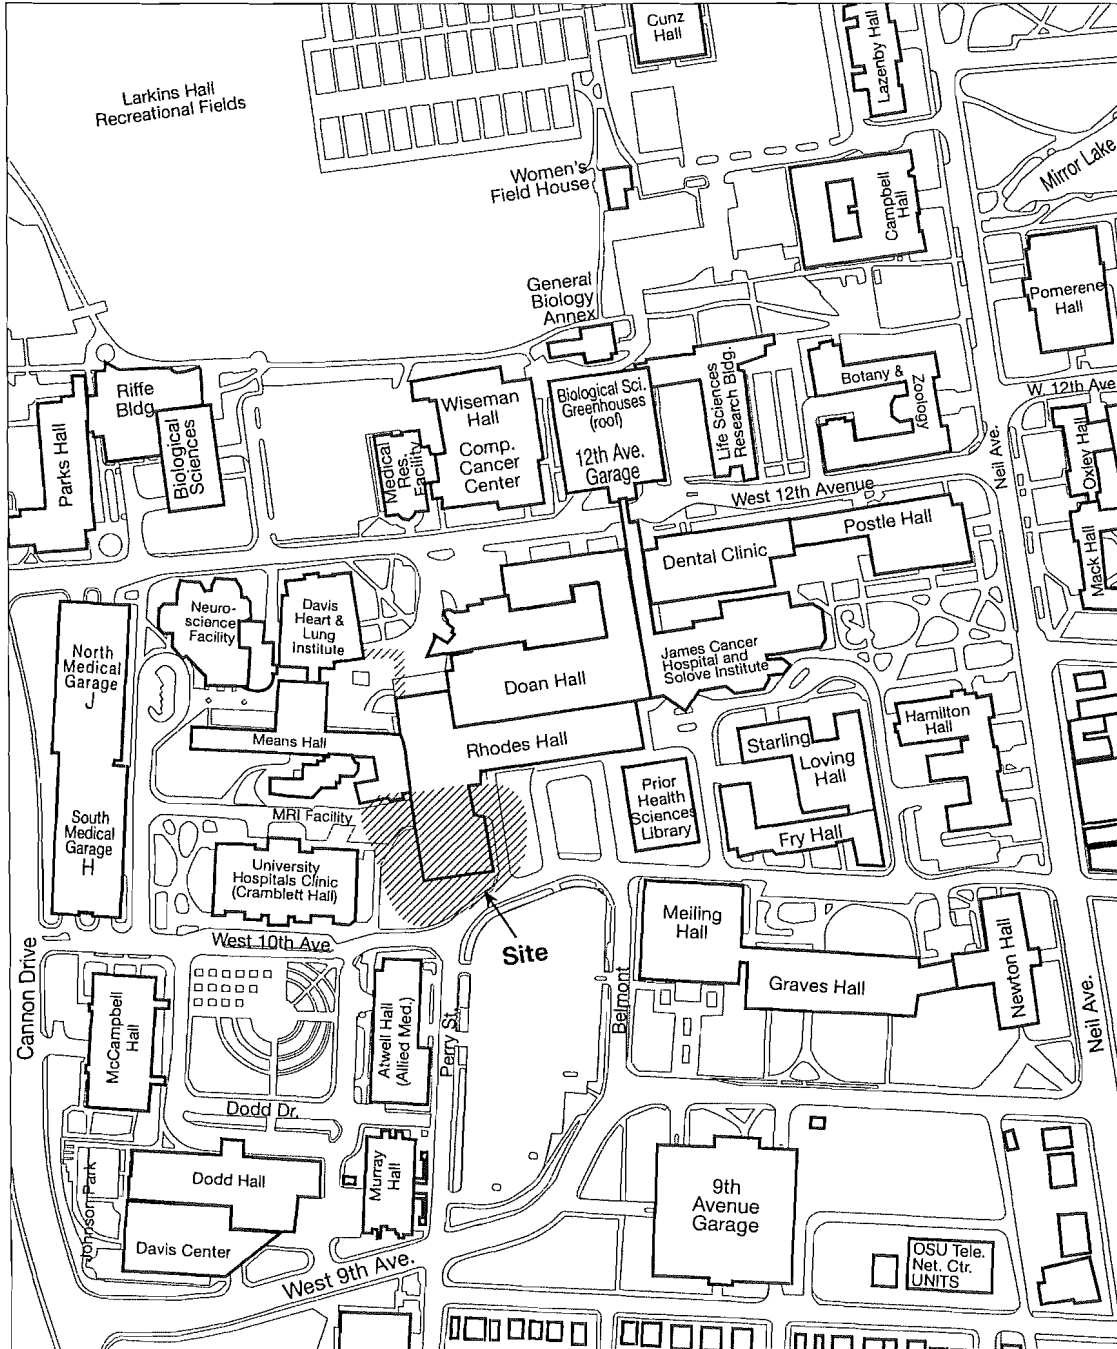 Cunz
Hall
Lazenby Hall
Larkins Hall
Recreational Fields
Mirror Lake
Women's
Field House
Campbell
Hall
General
Biology
Annex
Pomerene
Hall
Riffe
Bldg.
Parks Hall
Biological
Sciences
Wiseman
Hall
Comp.
Cancer
Center
Medical
Res.
Facility
Biological Sci.
Greenhouses
(roof)
12th Ave.
Garage
Life Sciences
Research Bldg.
Botany &
Zoology
W. 12th Ave
Neil Ave.
Oxley Hall
Mack Hall
West 12th Avenue
Dental Clinic
Postle Hall
Neuro-
science
Facility
Davis
Heart &
Lung
Institute
North
Medical
Garage
J
Doan Hall
James Cancer
Hospital and
Solove Institute
Means Hall
Rhodes Hall
Starling
Loving
Hall
Hamilton
Hall
MRI Facility
Prior
Health
Sciences
Library
Fry Hall
South
Medical
Garage
H
University
Hospitals Clinic
(Cramblett Hall)
West 10th Ave
Site
Meiling
Hall
Graves Hall
Newton Hall
Neil Ave.
Cannon Drive
McCampbell
Hall
Atwell Hall
(Allied Med.)
Perry St.
Belmont
Dodd Dr.
Johnson Park
Dodd Hall
Murray
Hall
Davis Center
West 9th Ave.
9th
Avenue
Garage
OSU Tele.
Net. Ctr.
UNITS